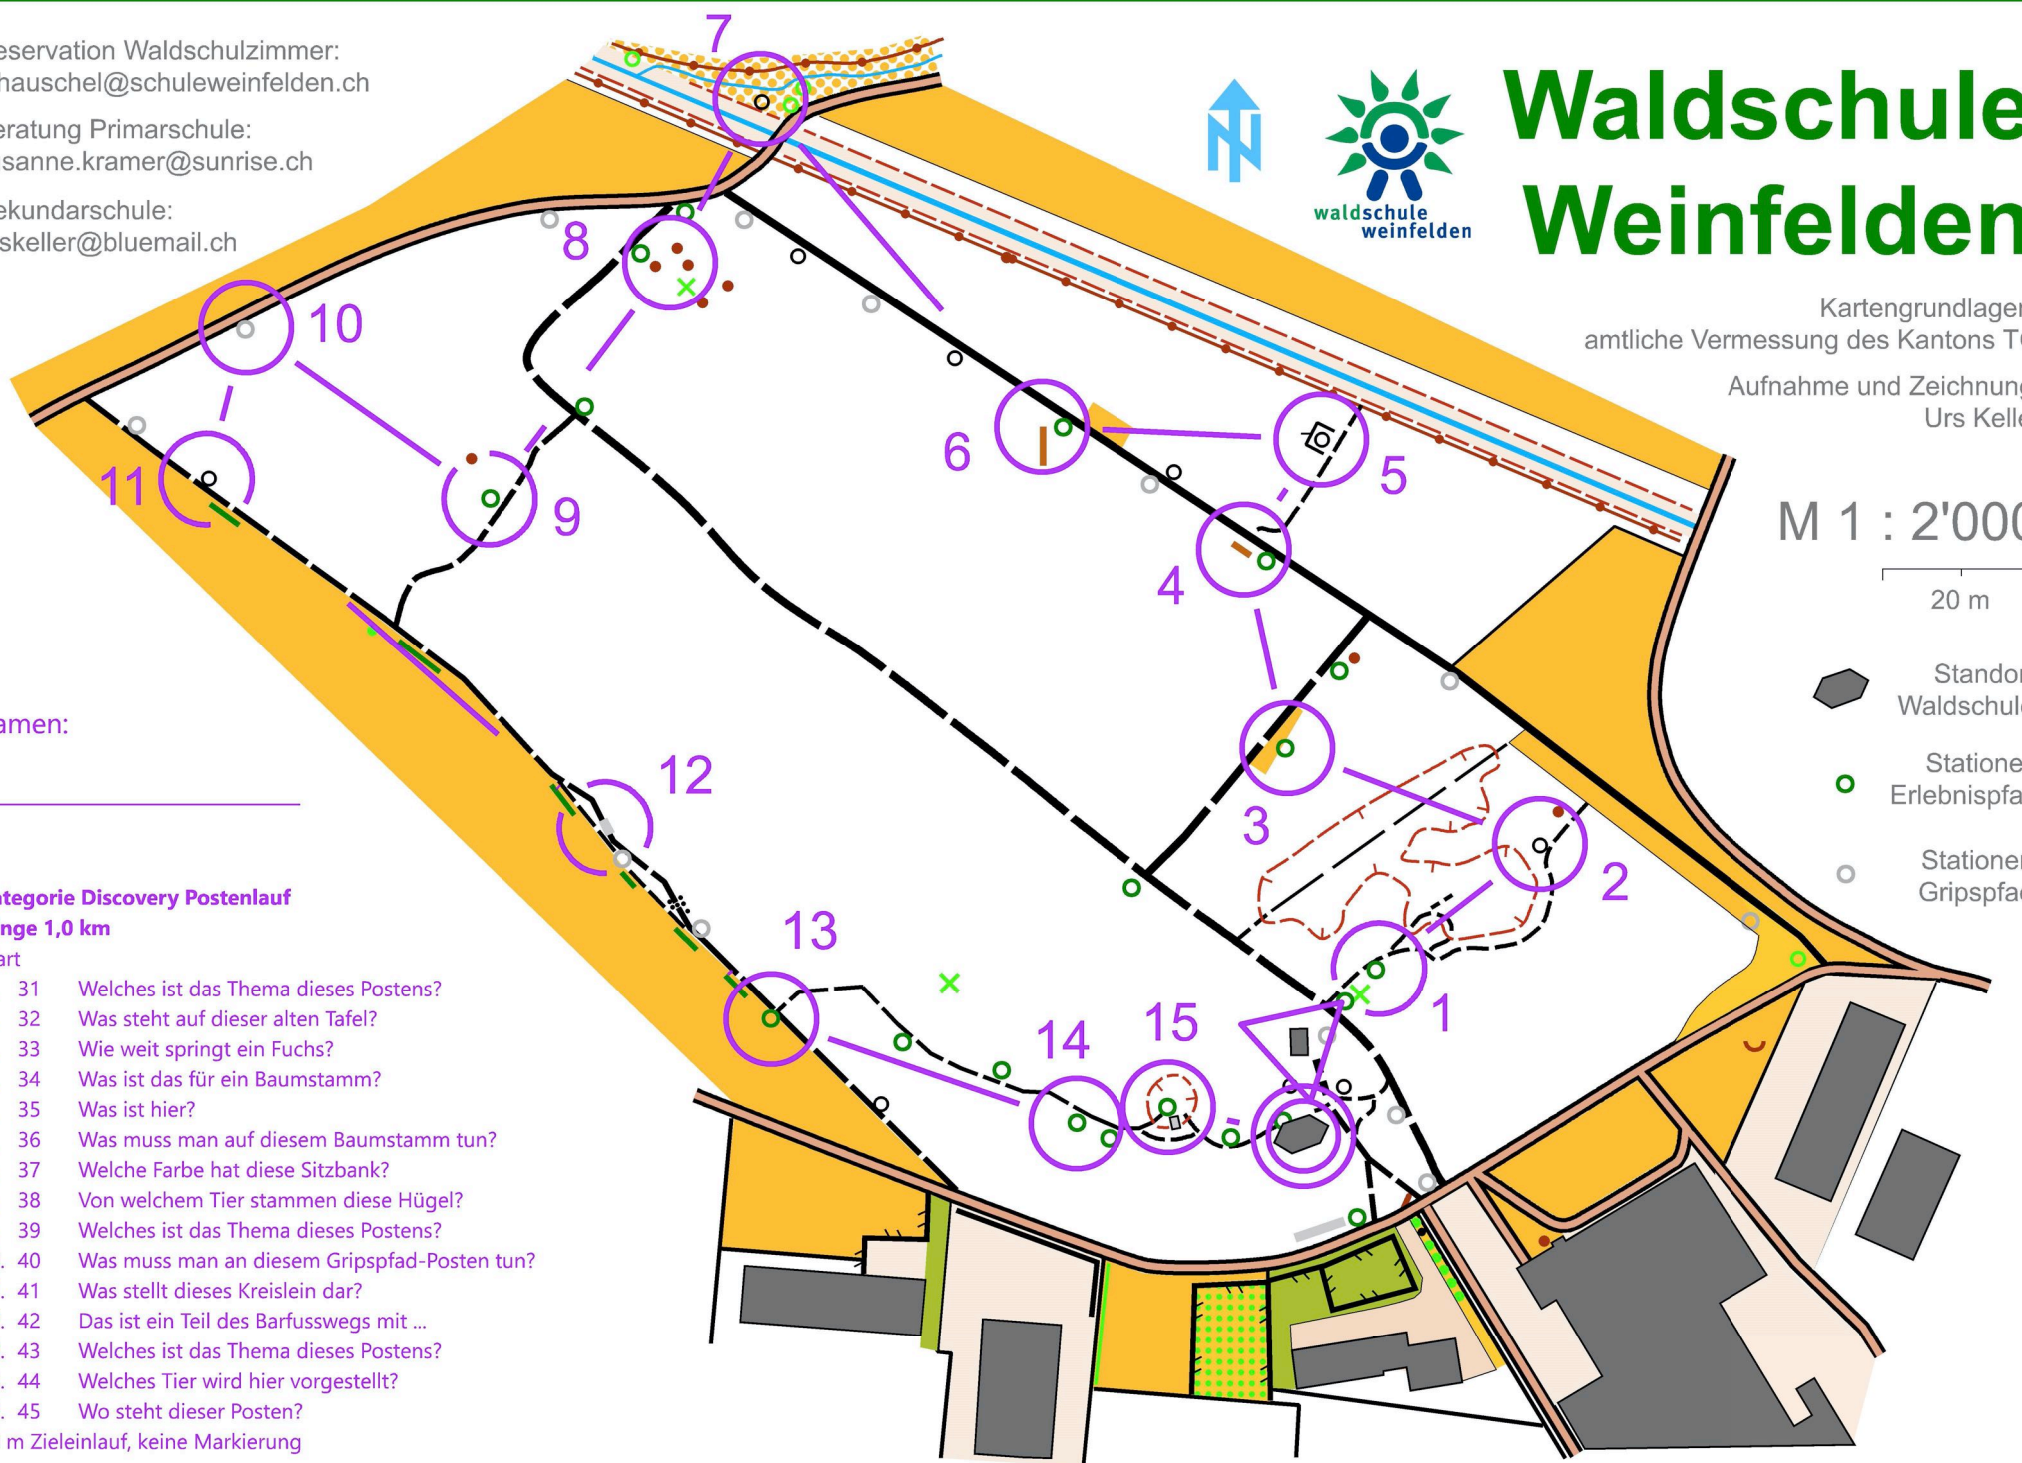 eservation Waldschulzimmer:
hauschel@schuleweinfelden.ch
eratung Primarschule:
sanne.kramer@sunrise.ch
ekundarschule:
skeller@bluemail.ch
waldschule
weinfelden
Waldschule
Weinfelden
Kartengrundlagen
amtliche Vermessung des Kantons T
Aufnahme und Zeichnung
Urs Kelle
M 1 : 2'000
20 m
Standor
Waldschul
Statione
Erlebnispfa
Stationen
Gripspfad
7
8
10
11
9
6
5
4
3
2
12
13
14
15
1
amen:
ategorie Discovery Postenlauf
nge 1,0 km
art
31 Welches ist das Thema dieses Postens?
32 Was steht auf dieser alten Tafel?
33 Wie weit springt ein Fuchs?
34 Was ist das für ein Baumstamm?
35 Was ist hier?
36 Was muss man auf diesem Baumstamm tun?
37 Welche Farbe hat diese Sitzbank?
38 Von welchem Tier stammen diese Hügel?
39 Welches ist das Thema dieses Postens?
. 40 Was muss man an diesem Gripspfad-Posten tun?
. 41 Was stellt dieses Kreislein dar?
. 42 Das ist ein Teil des Barfusswegs mit ...
. 43 Welches ist das Thema dieses Postens?
. 44 Welches Tier wird hier vorgestellt?
. 45 Wo steht dieser Posten?
m Zieleinlauf, keine Markierung